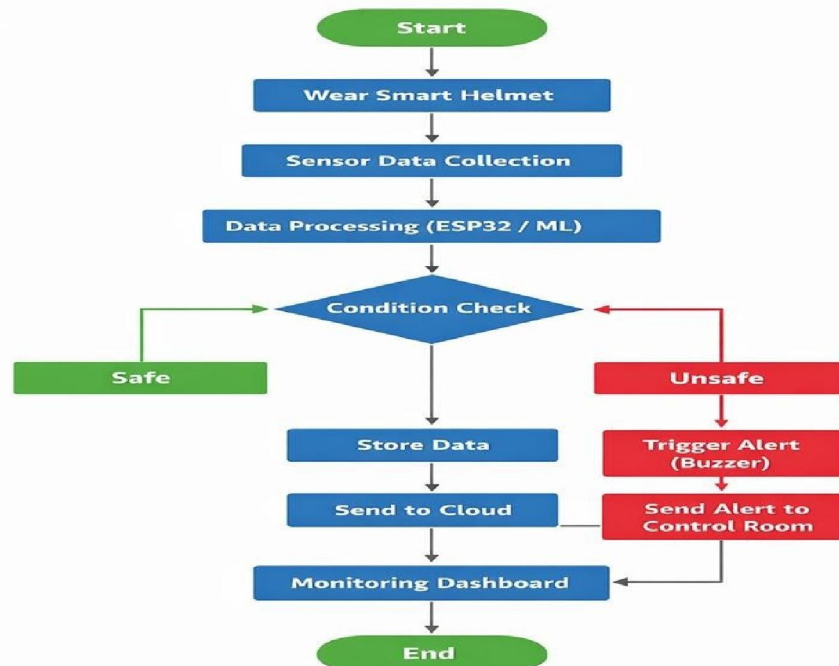 Start
Wear Smart Helmet
Sensor Data Collection
Data Processing (ESP32 / ML)
Condition Check
Safe
Unsafe
Store Data
Trigger Alert
(Buzzer)
Send to Cloud
Send Alert to
Control Room
Monitoring Dashboard
End